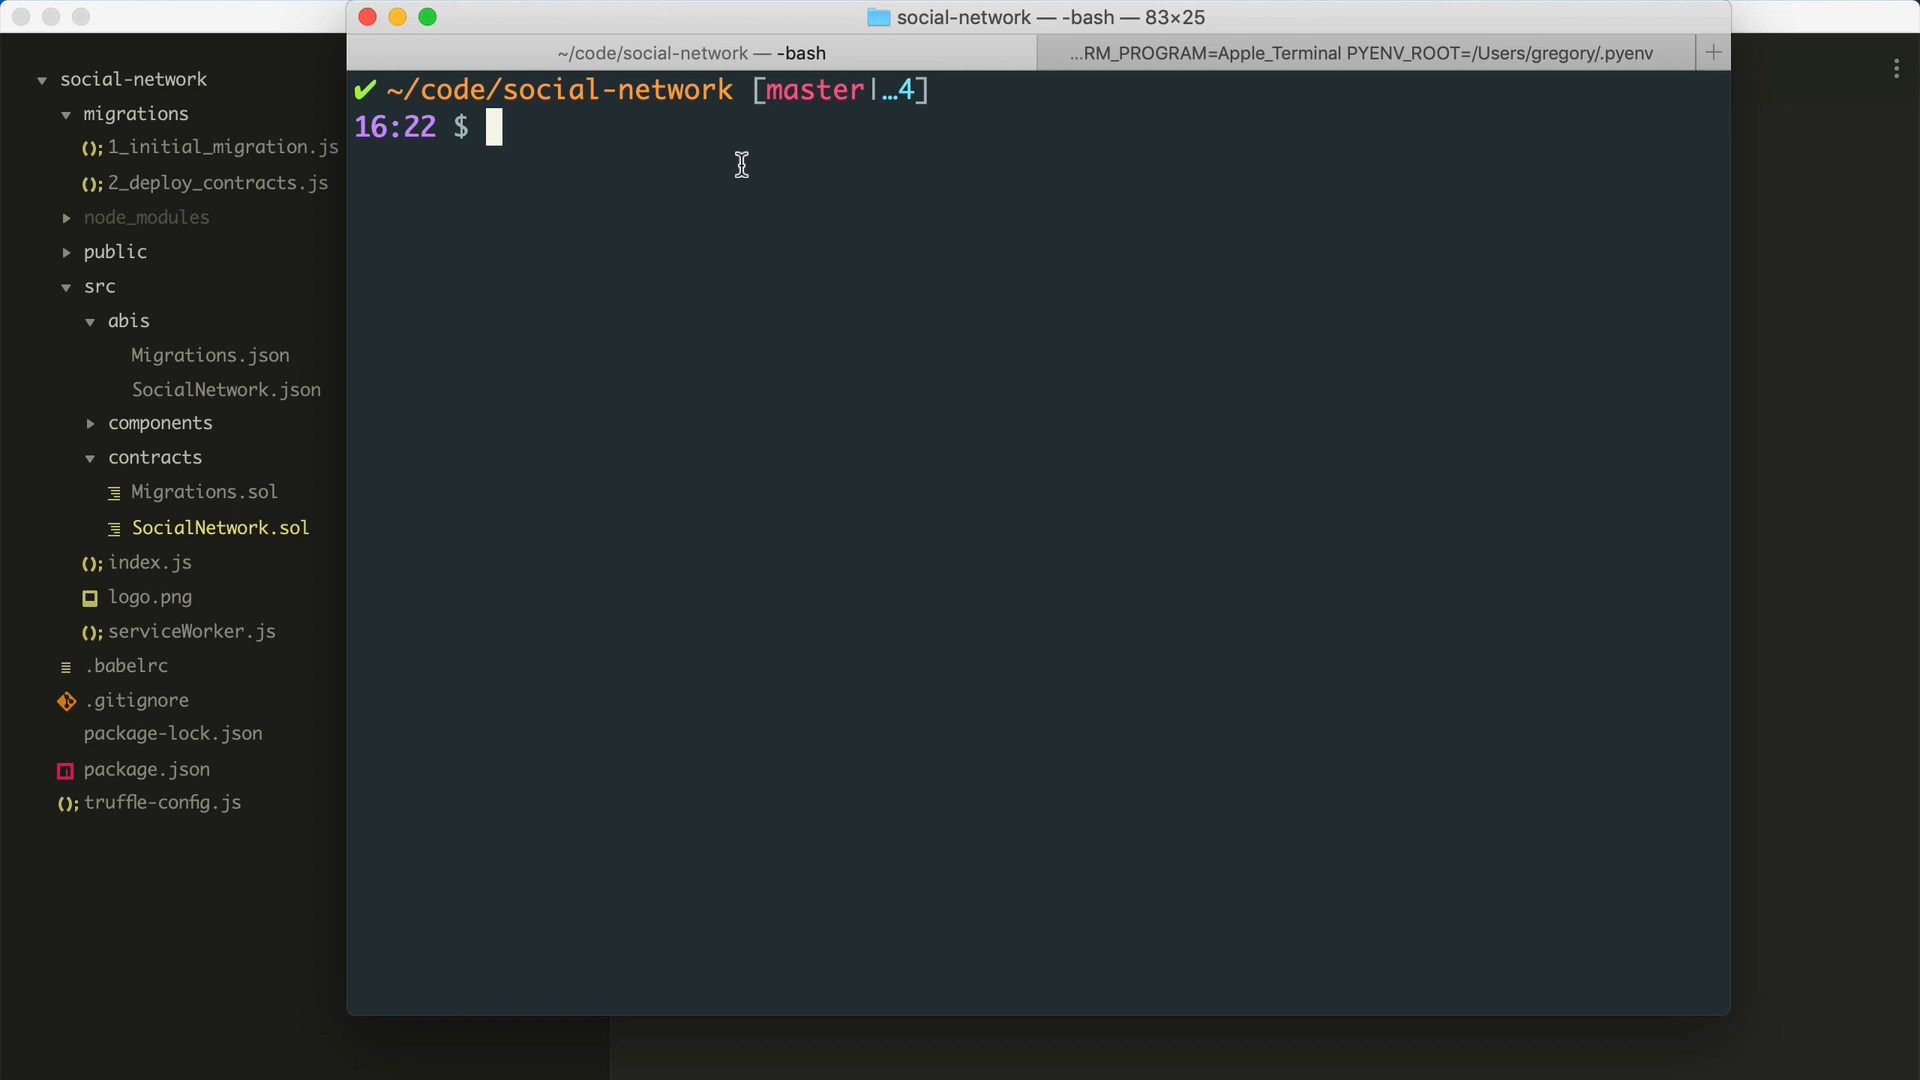 social-network — -bash — 83×25
~/code/social-network — -bash
...RM_PROGRAM=Apple_Terminal PYENV_ROOT=/Users/gregory/.pyenv
+
✔ ~/code/social-network [master|…4]
16:22 $
social-network
migrations
(); 1_initial_migration.js
(); 2_deploy_contracts.js
node_modules
public
src
abis
Migrations.json
SocialNetwork.json
components
contracts
Migrations.sol
SocialNetwork.sol
(); index.js
logo.png
(); serviceWorker.js
.babelrc
.gitignore
package-lock.json
package.json
(); truffle-config.js